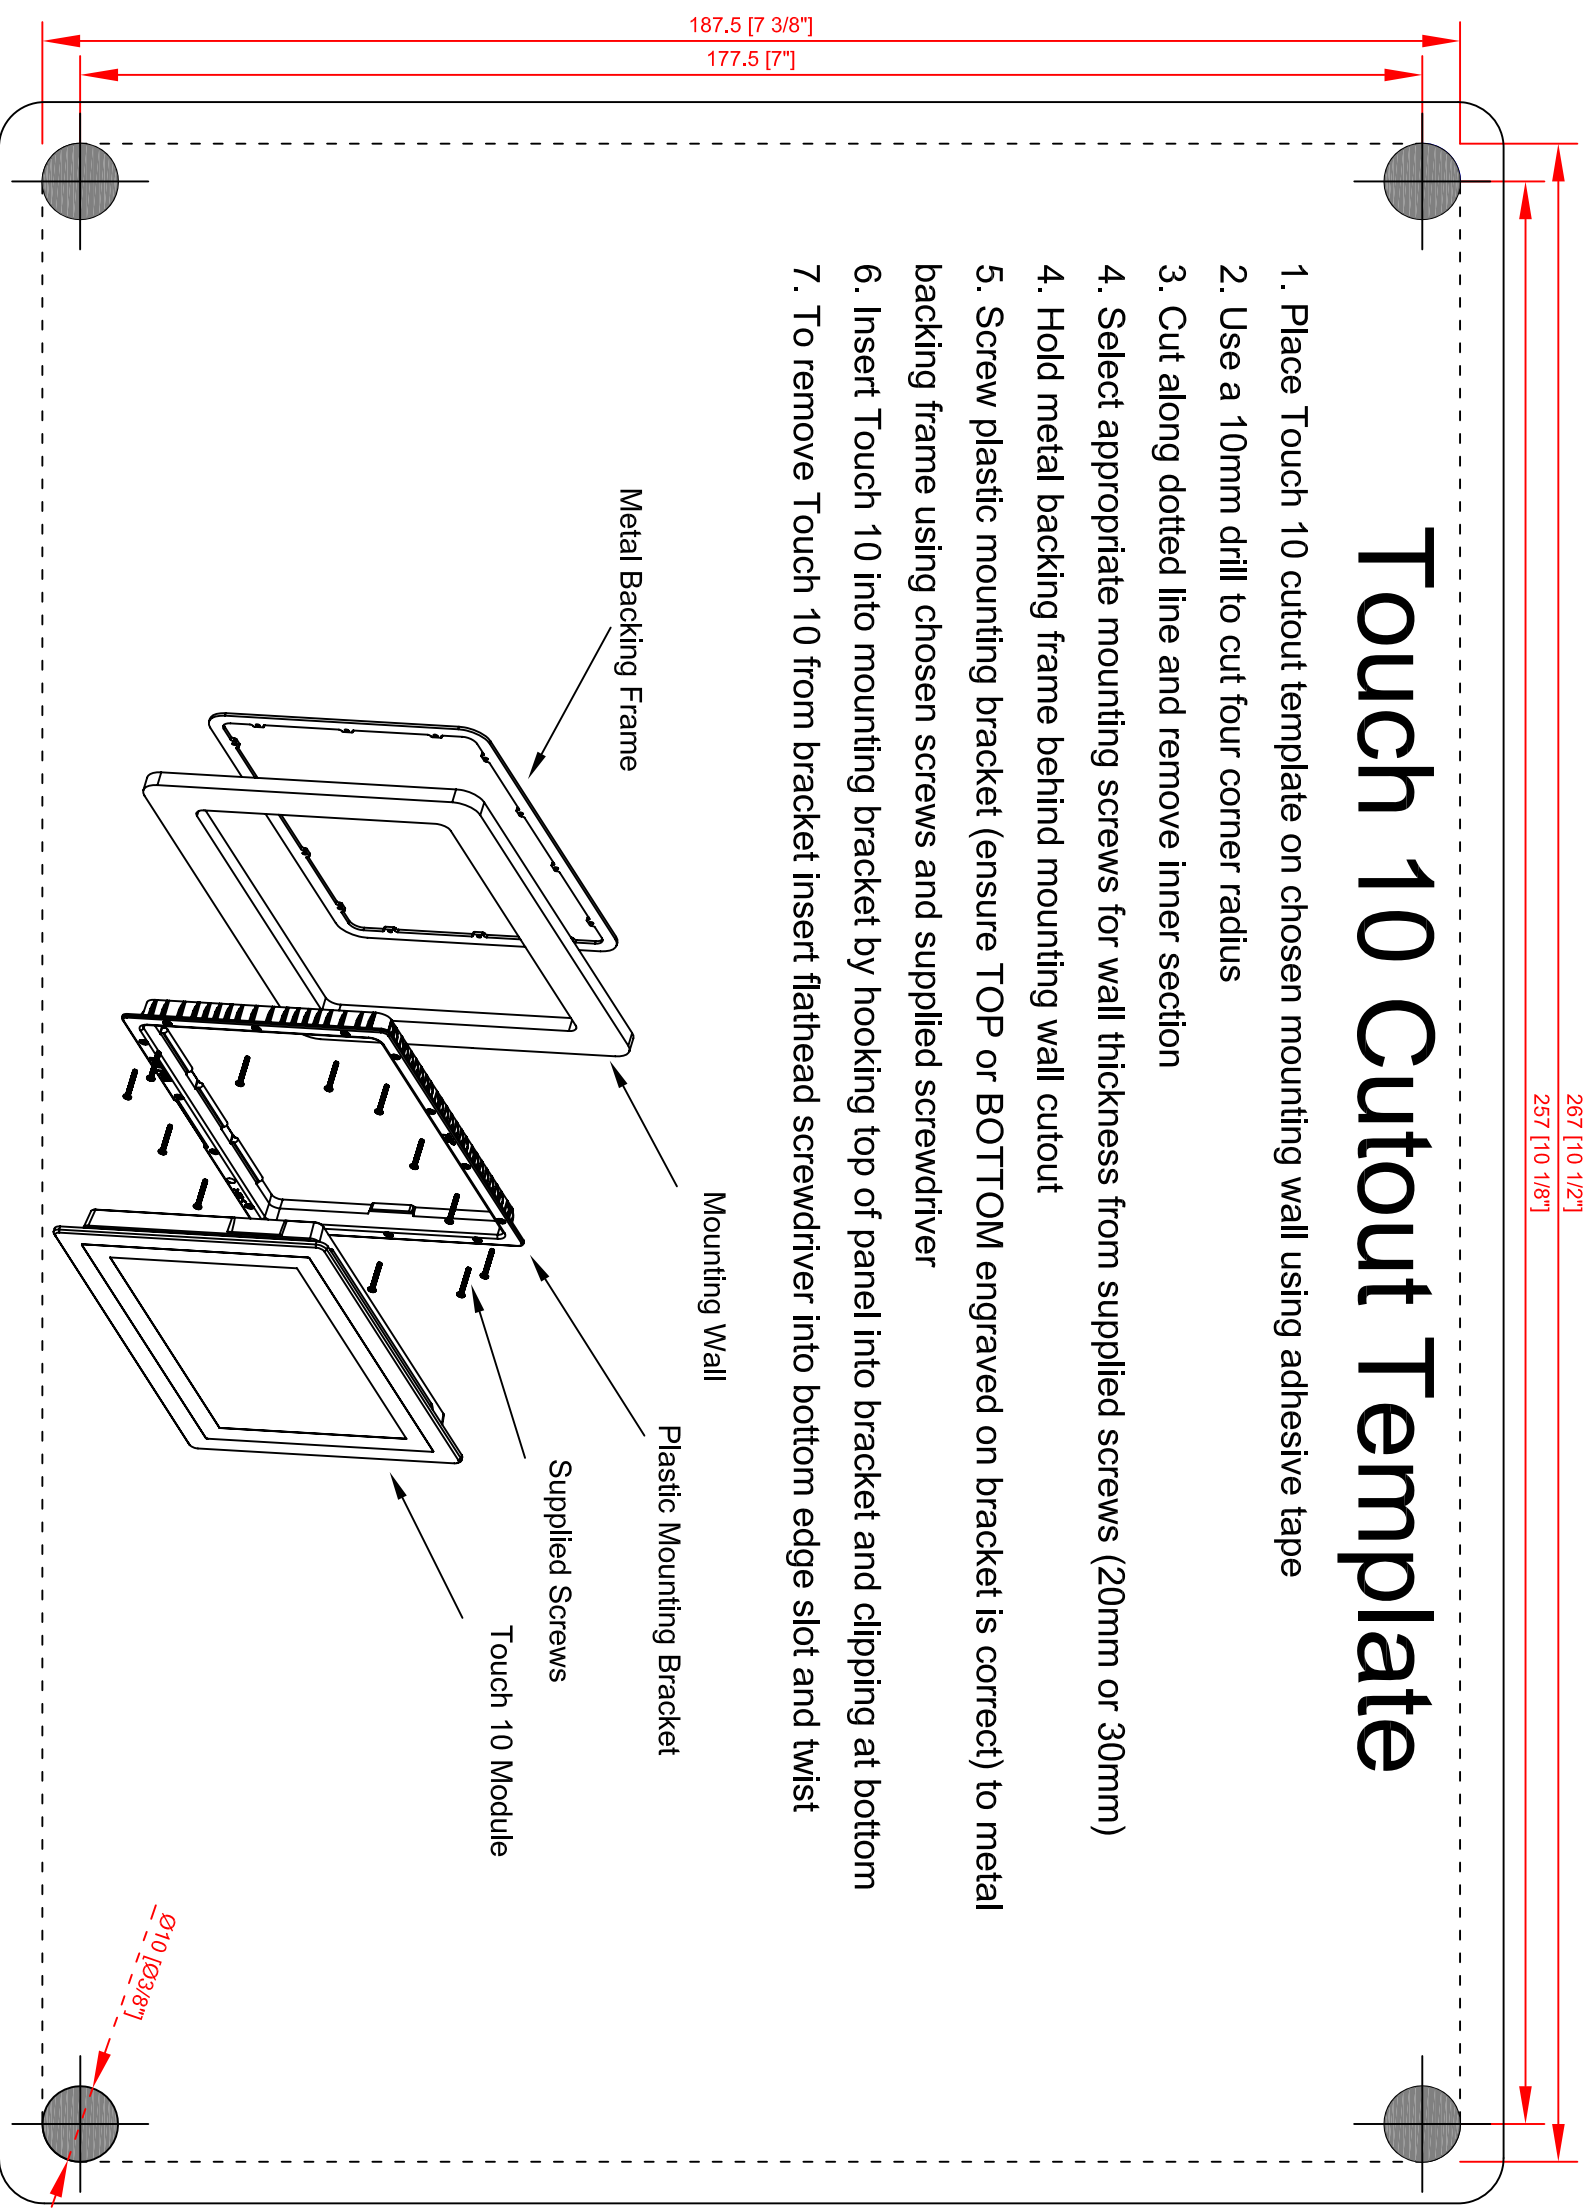 267 [10 1/2"]
257 [10 1/8"]
187.5 [7 3/8"]
177.5 [7"]
Touch 10 Cutout Template
1. Place Touch 10 cutout template on chosen mounting wall using adhesive tape
2. Use a 10mm drill to cut four corner radius
3. Cut along dotted line and remove inner section
4. Select appropriate mounting screws for wall thickness from supplied screws (20mm or 30mm)
4. Hold metal backing frame behind mounting wall cutout
5. Screw plastic mounting bracket (ensure TOP or BOTTOM engraved on bracket is correct) to metal
backing frame using chosen screws and supplied screwdriver
6. Insert Touch 10 into mounting bracket by hooking top of panel into bracket and clipping at bottom
7. To remove Touch 10 from bracket insert flathead screwdriver into bottom edge slot and twist
Metal Backing Frame
Mounting Wall
Plastic Mounting Bracket
Supplied Screws
Touch 10 Module
Ø10 [Ø3/8"]